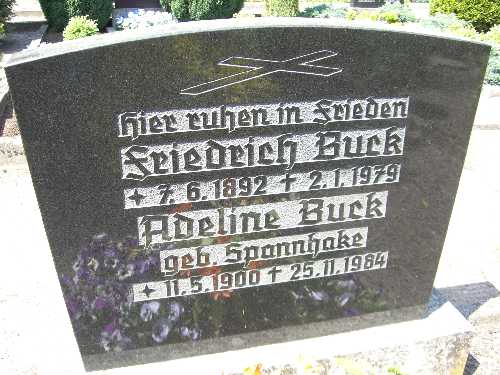 Hier ruhen in Frieden
Friedrich Buck
* 7. 6. 1892 † 2. 1. 1979
Adeline Buck
geb. Spannhake
* 11. 5. 1900 † 25. 11. 1984